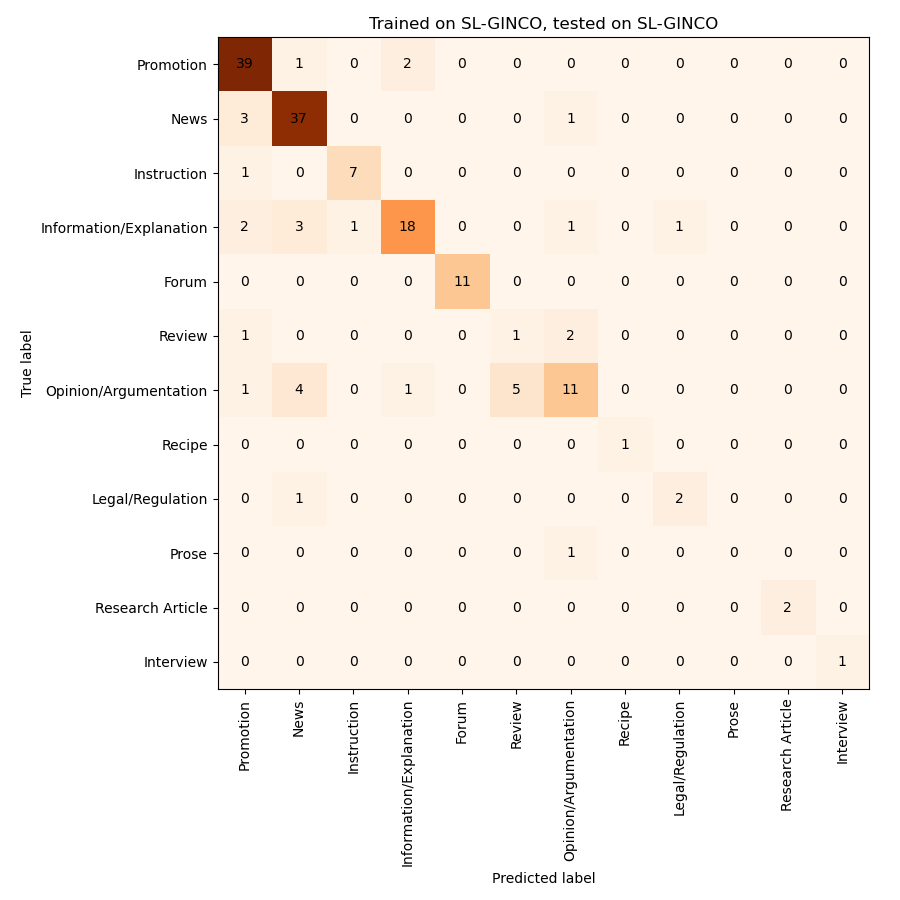 Trained on SL-GINCO, tested on SL-GINCO
True label
Promotion 39 1 0 2 0 0 0 0 0 0 0 0
News 3 37 0 0 0 0 1 0 0 0 0 0
Instruction 1 0 7 0 0 0 0 0 0 0 0 0
Information/Explanation 2 3 1 18 0 0 1 0 1 0 0 0
Forum 0 0 0 0 11 0 0 0 0 0 0 0
Review 1 0 0 0 0 1 2 0 0 0 0 0
Opinion/Argumentation 1 4 0 1 0 5 11 0 0 0 0 0
Recipe 0 0 0 0 0 0 0 1 0 0 0 0
Legal/Regulation 0 1 0 0 0 0 0 0 2 0 0 0
Prose 0 0 0 0 0 0 1 0 0 0 0 0
Research Article 0 0 0 0 0 0 0 0 0 0 2 0
Interview 0 0 0 0 0 0 0 0 0 0 0 1
Promotion
News
Instruction
Information/Explanation
Forum
Review
Opinion/Argumentation
Recipe
Legal/Regulation
Prose
Research Article
Interview
Predicted label